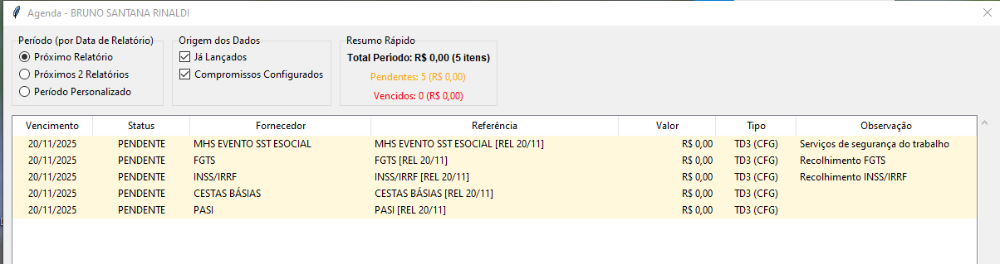 Agenda - BRUNO SANTANA RINALDI
Período (por Data de Relatório)
Próximo Relatório
Próximos 2 Relatórios
Período Personalizado
Origem dos Dados
Já Lançados
Compromissos Configurados
Resumo Rápido
Total Período: R$ 0,00 (5 itens)
Pendentes: 5 (R$ 0,00)
Vencidos: 0 (R$ 0,00)
Vencimento Status Fornecedor Referência Valor Tipo Observação
20/11/2025 PENDENTE MHS EVENTO SST ESOCIAL MHS EVENTO SST ESOCIAL [REL 20/11] R$ 0,00 TD3 (CFG) Serviços de segurança do trabalho
20/11/2025 PENDENTE FGTS FGTS [REL 20/11] R$ 0,00 TD3 (CFG) Recolhimento FGTS
20/11/2025 PENDENTE INSS/IRRF INSS/IRRF [REL 20/11] R$ 0,00 TD3 (CFG) Recolhimento INSS/IRRF
20/11/2025 PENDENTE CESTAS BÁSIAS CESTAS BÁSIAS [REL 20/11] R$ 0,00 TD3 (CFG)
20/11/2025 PENDENTE PASI PASI [REL 20/11] R$ 0,00 TD3 (CFG)